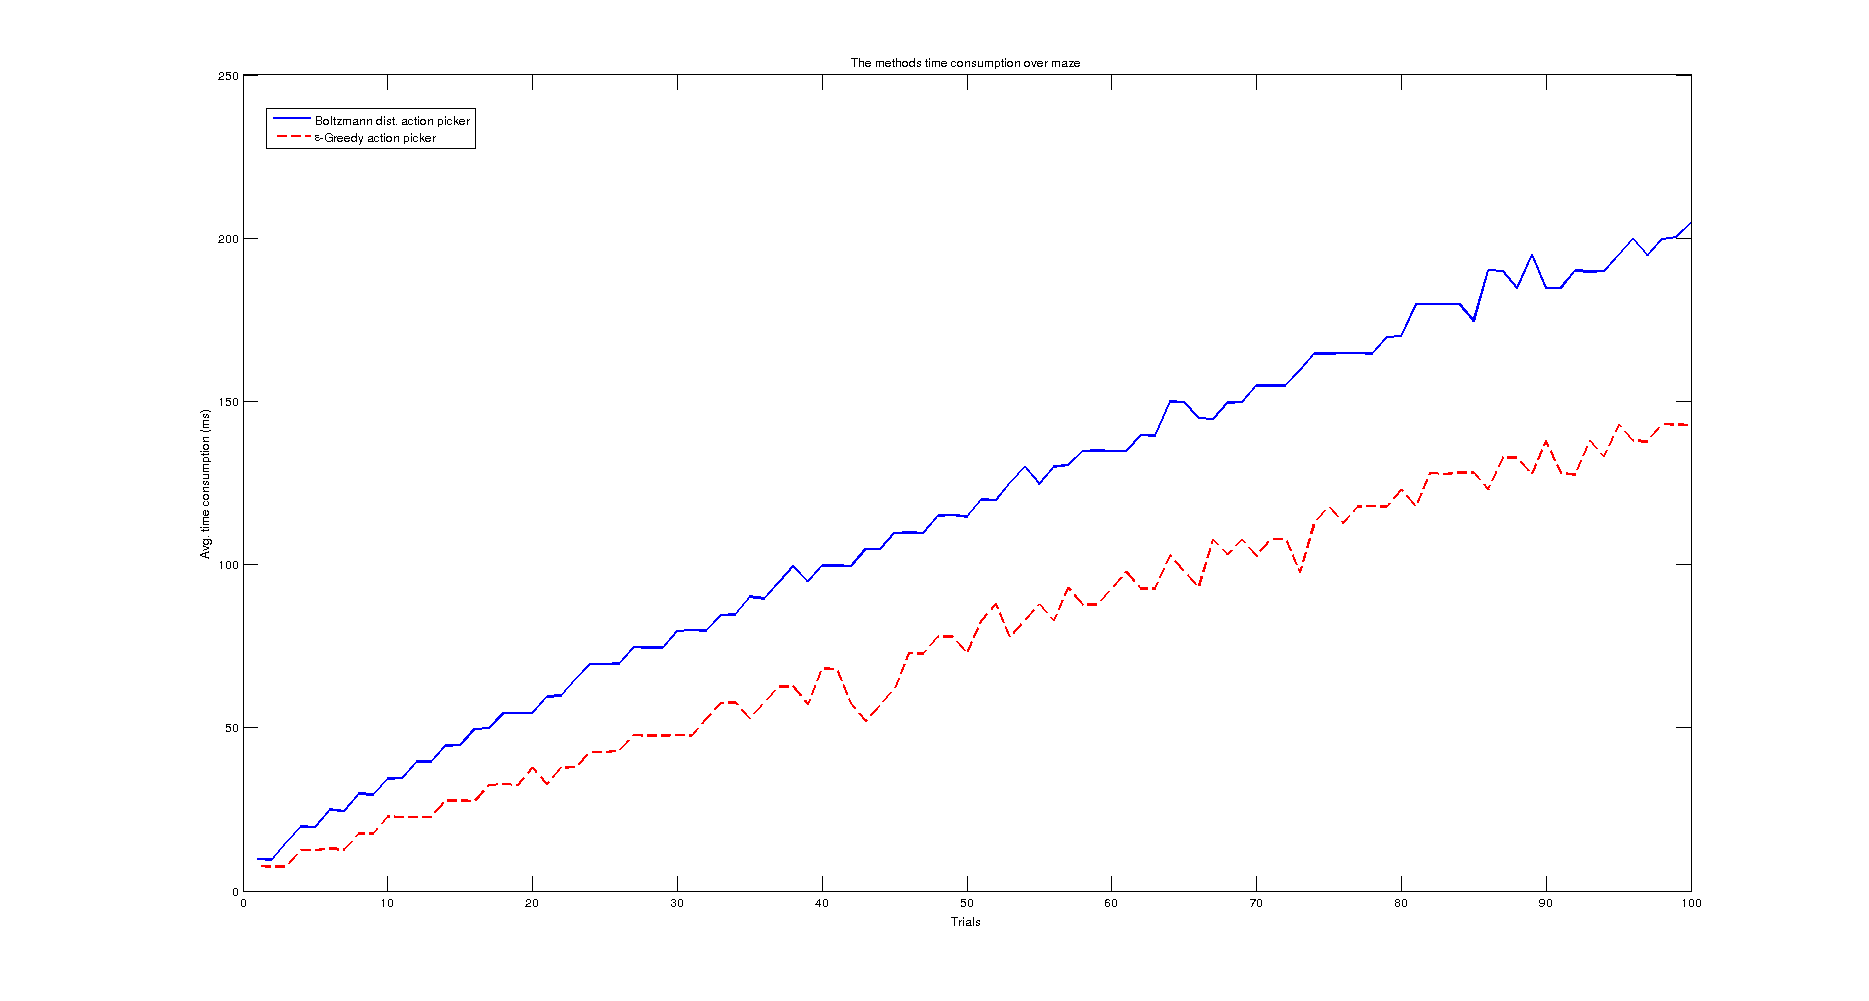 The methods time consumption over maze
250
200
150
100
50
0
Boltzmann dist. action picker
ε-Greedy action picker
Avg. time consumption (ms)
0 10 20 30 40 50 60 70 80 90 100
Trials